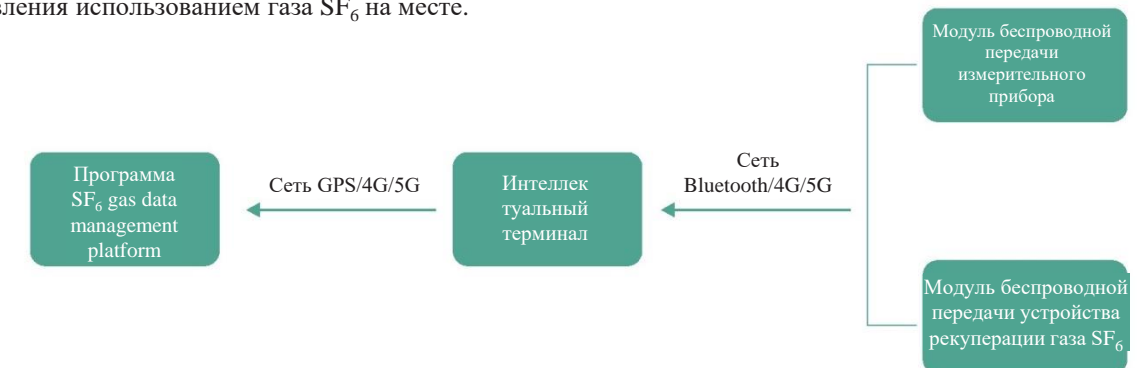 вления использованием газа SF₆ на месте.
Модуль беспроводной
передачи
измерительного
прибора
Программа
SF₆ gas data
management
platform
Сеть GPS/4G/5G
Интеллек
туальный
терминал
Сеть
Bluetooth/4G/5G
Модуль беспроводной
передачи устройства
рекуперации газа SF₆